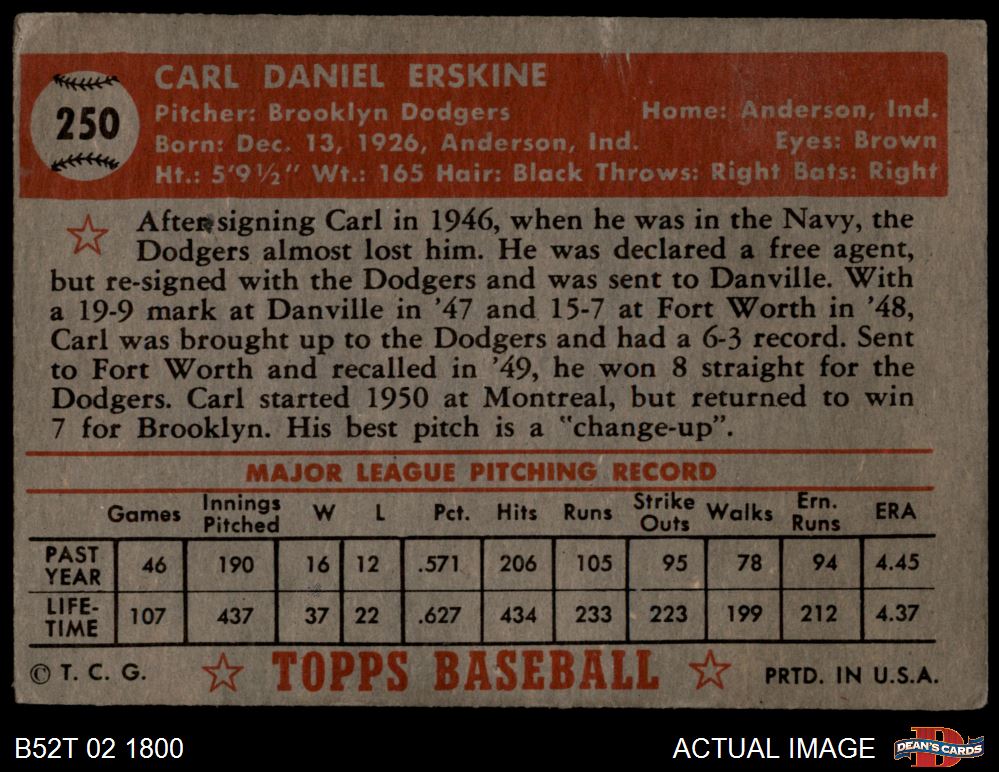 CARL DANIEL ERSKINE
250
Pitcher: Brooklyn Dodgers Home: Anderson, Ind.
Born: Dec. 13, 1926, Anderson, Ind. Eyes: Brown
Ht.: 5'9½" Wt.: 165 Hair: Black Throws: Right Bats: Right
After signing Carl in 1946, when he was in the Navy, the
Dodgers almost lost him. He was declared a free agent,
but re-signed with the Dodgers and was sent to Danville. With
a 19-9 mark at Danville in '47 and 15-7 at Fort Worth in '48,
Carl was brought up to the Dodgers and had a 6-3 record. Sent
to Fort Worth and recalled in '49, he won 8 straight for the
Dodgers. Carl started 1950 at Montreal, but returned to win
7 for Brooklyn. His best pitch is a "change-up".
MAJOR LEAGUE PITCHING RECORD
Games Innings Pitched W L Pct. Hits Runs Strike Outs Walks Ern. Runs ERA
PAST YEAR 46 190 16 12 .571 206 105 95 78 94 4.45
LIFE-TIME 107 437 37 22 .627 434 233 223 199 212 4.37
© T. C. G. TOPPS BASEBALL PRTD. IN U.S.A.
B52T 02 1800 ACTUAL IMAGE D DEAN'S CARDS